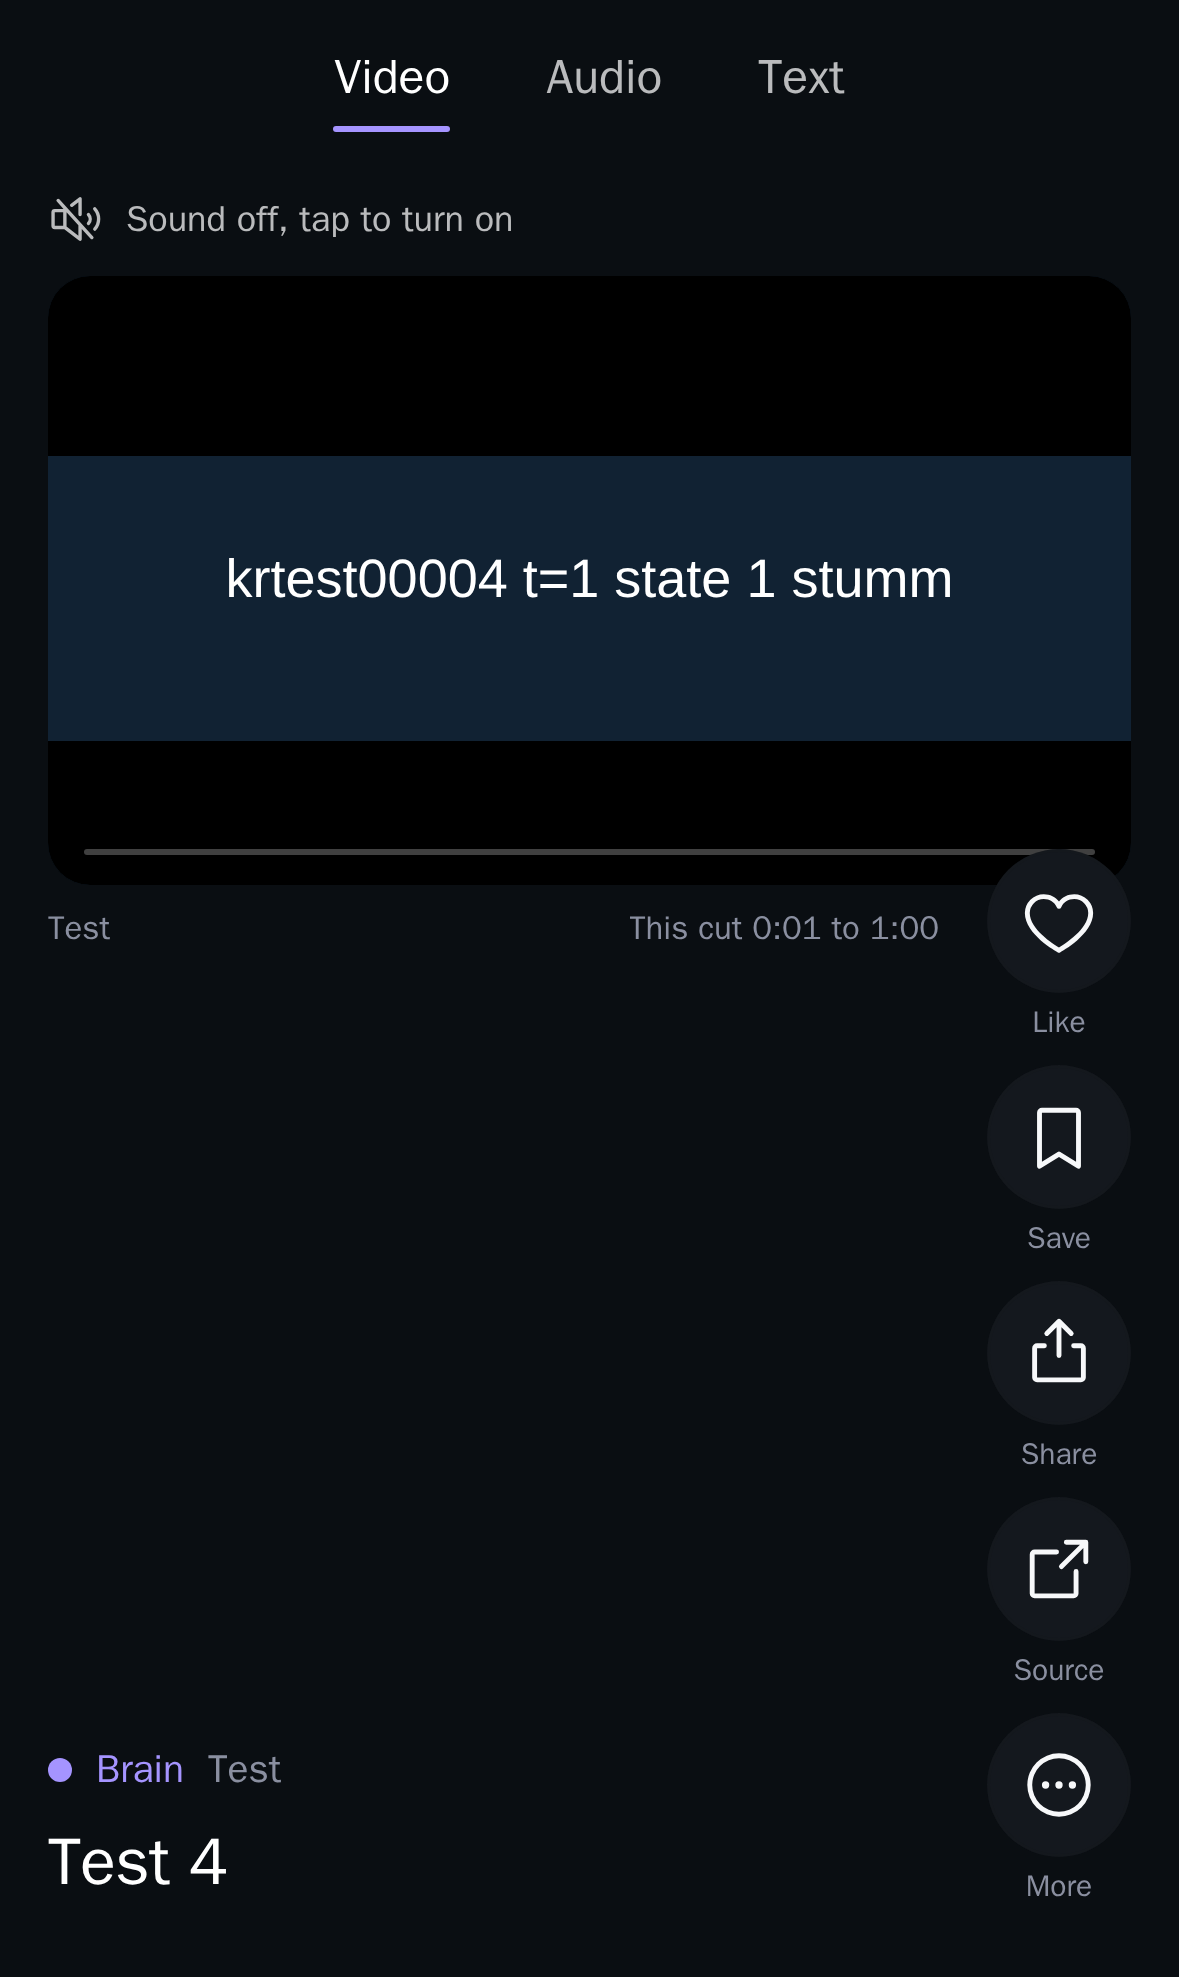 Video Audio Text
Sound off, tap to turn on
krtest00004 t=1 state 1 stumm
Test This cut 0:01 to 1:00
Like
Save
Share
Source
Brain Test
Test 4
More